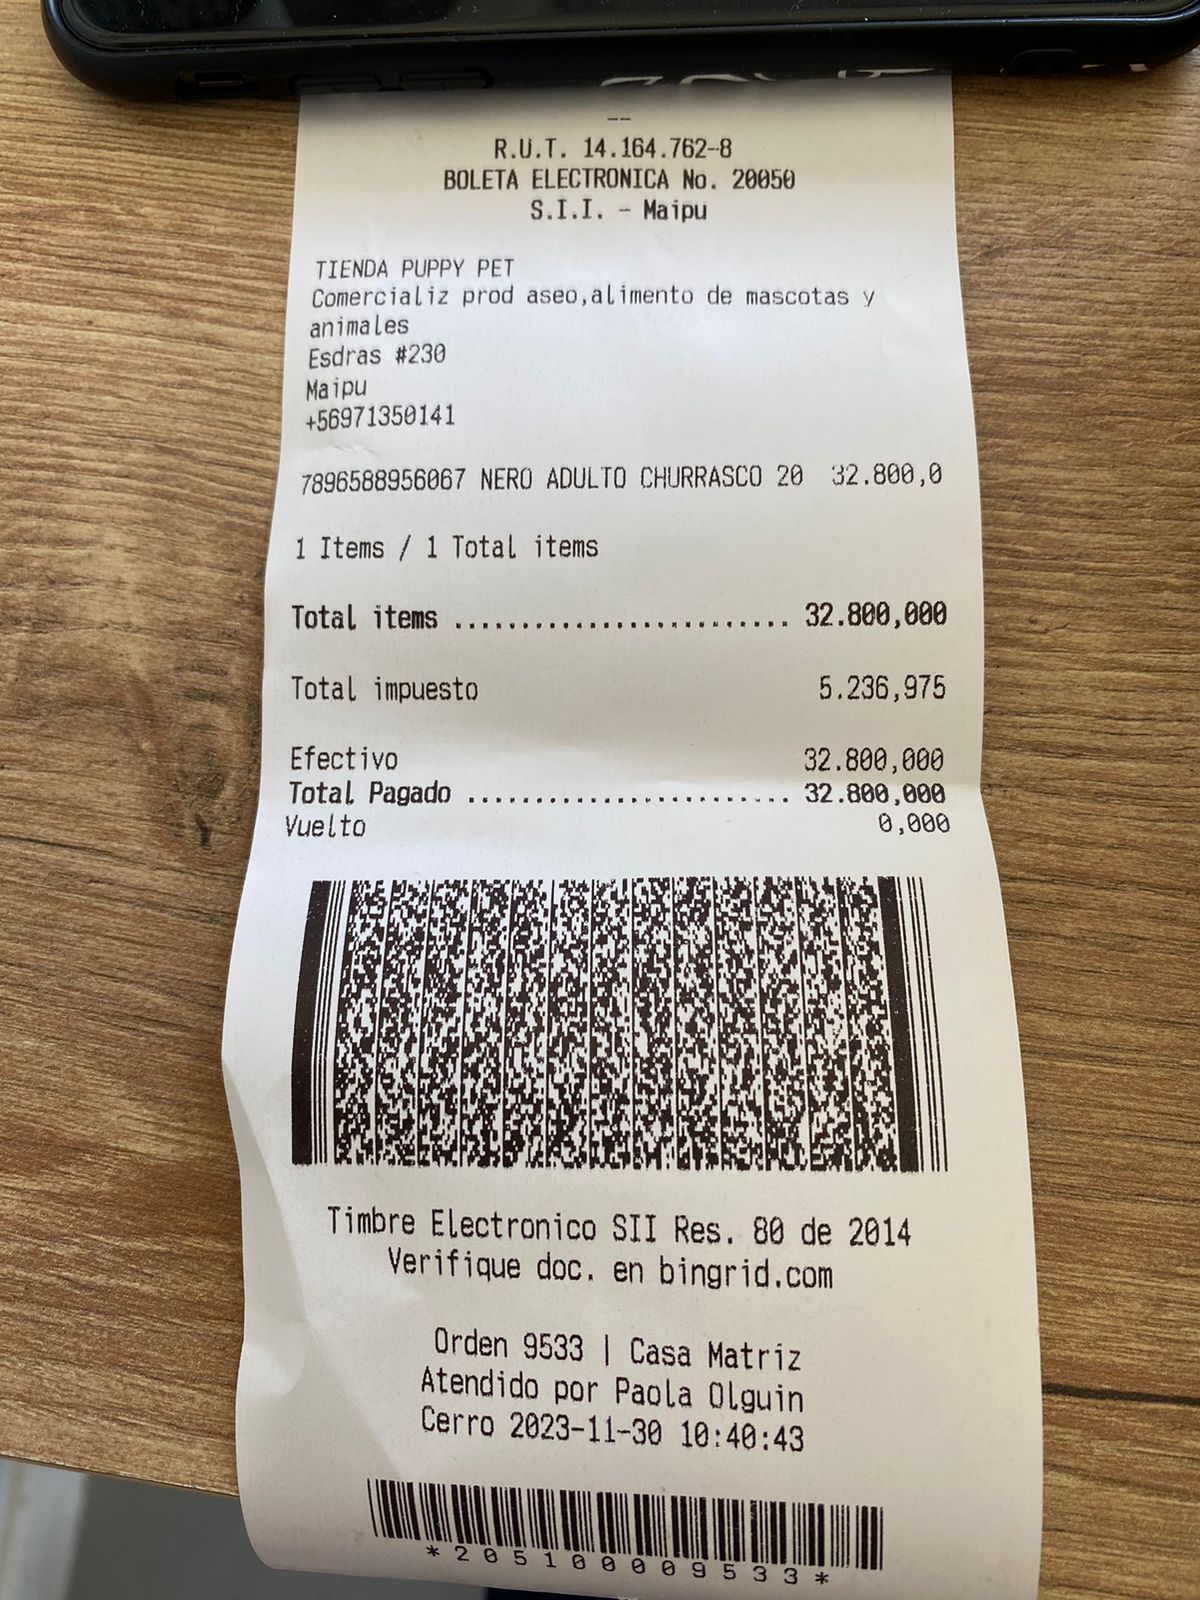 --
R.U.T. 14.164.762-8
BOLETA ELECTRONICA No. 20050
S.I.I. - Maipu
TIENDA PUPPY PET
Comercializ prod aseo,alimento de mascotas y
animales
Esdras #230
Maipu
+56971350141
7896588956067 NERO ADULTO CHURRASCO 20 32.800,0
1 Items / 1 Total items
Total items ......................... 32.800,000
Total impuesto 5.236,975
Efectivo 32.800,000
Total Pagado ........................ 32.800,000
Vuelto 0,000
Timbre Electronico SII Res. 80 de 2014
Verifique doc. en bingrid.com
Orden 9533 | Casa Matriz
Atendido por Paola Olguin
Cerro 2023-11-30 10:40:43
*205100009533*